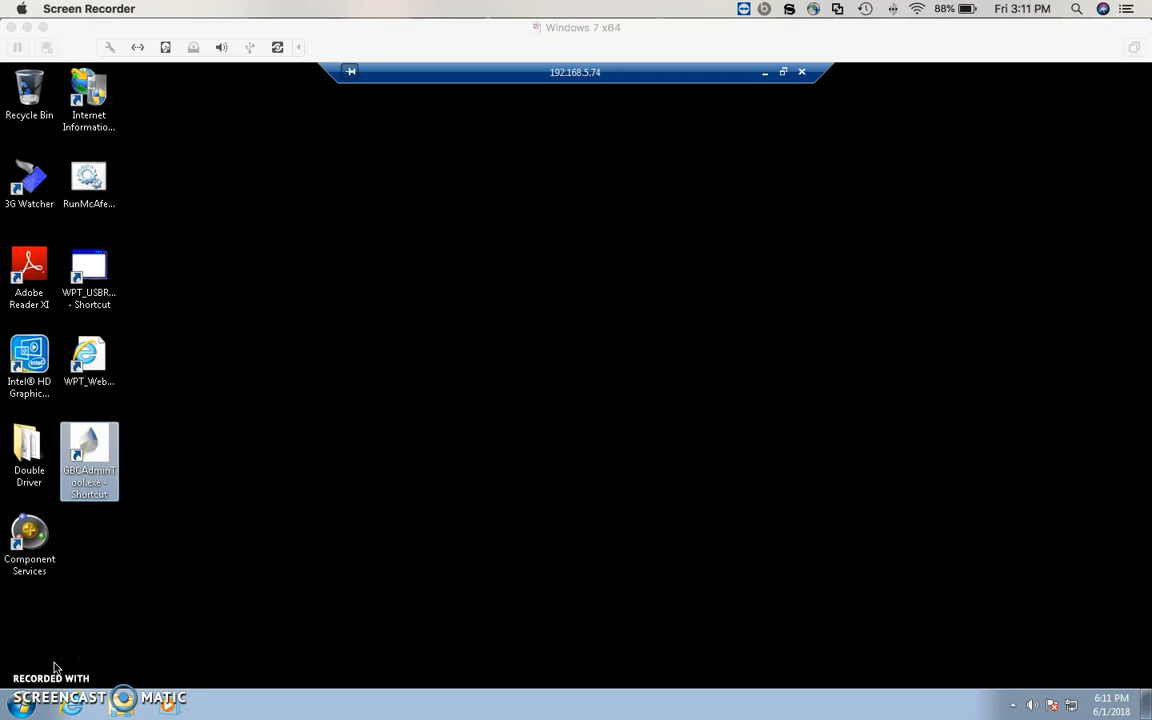 Screen Recorder
88%
Fri 3:11 PM
Windows 7 x64
192.168.5.74
Recycle Bin
Internet
Informatio...
3G Watcher
RunMcAfe...
Adobe
Reader XI
WPT_USBR...
- Shortcut
Intel® HD
Graphic...
WPT_Web...
Double
Driver
GBCAdminT
ool.exe -
Shortcut
Component
Services
RECORDED WITH
SCREENCAST MATIC
6:11 PM
6/1/2018